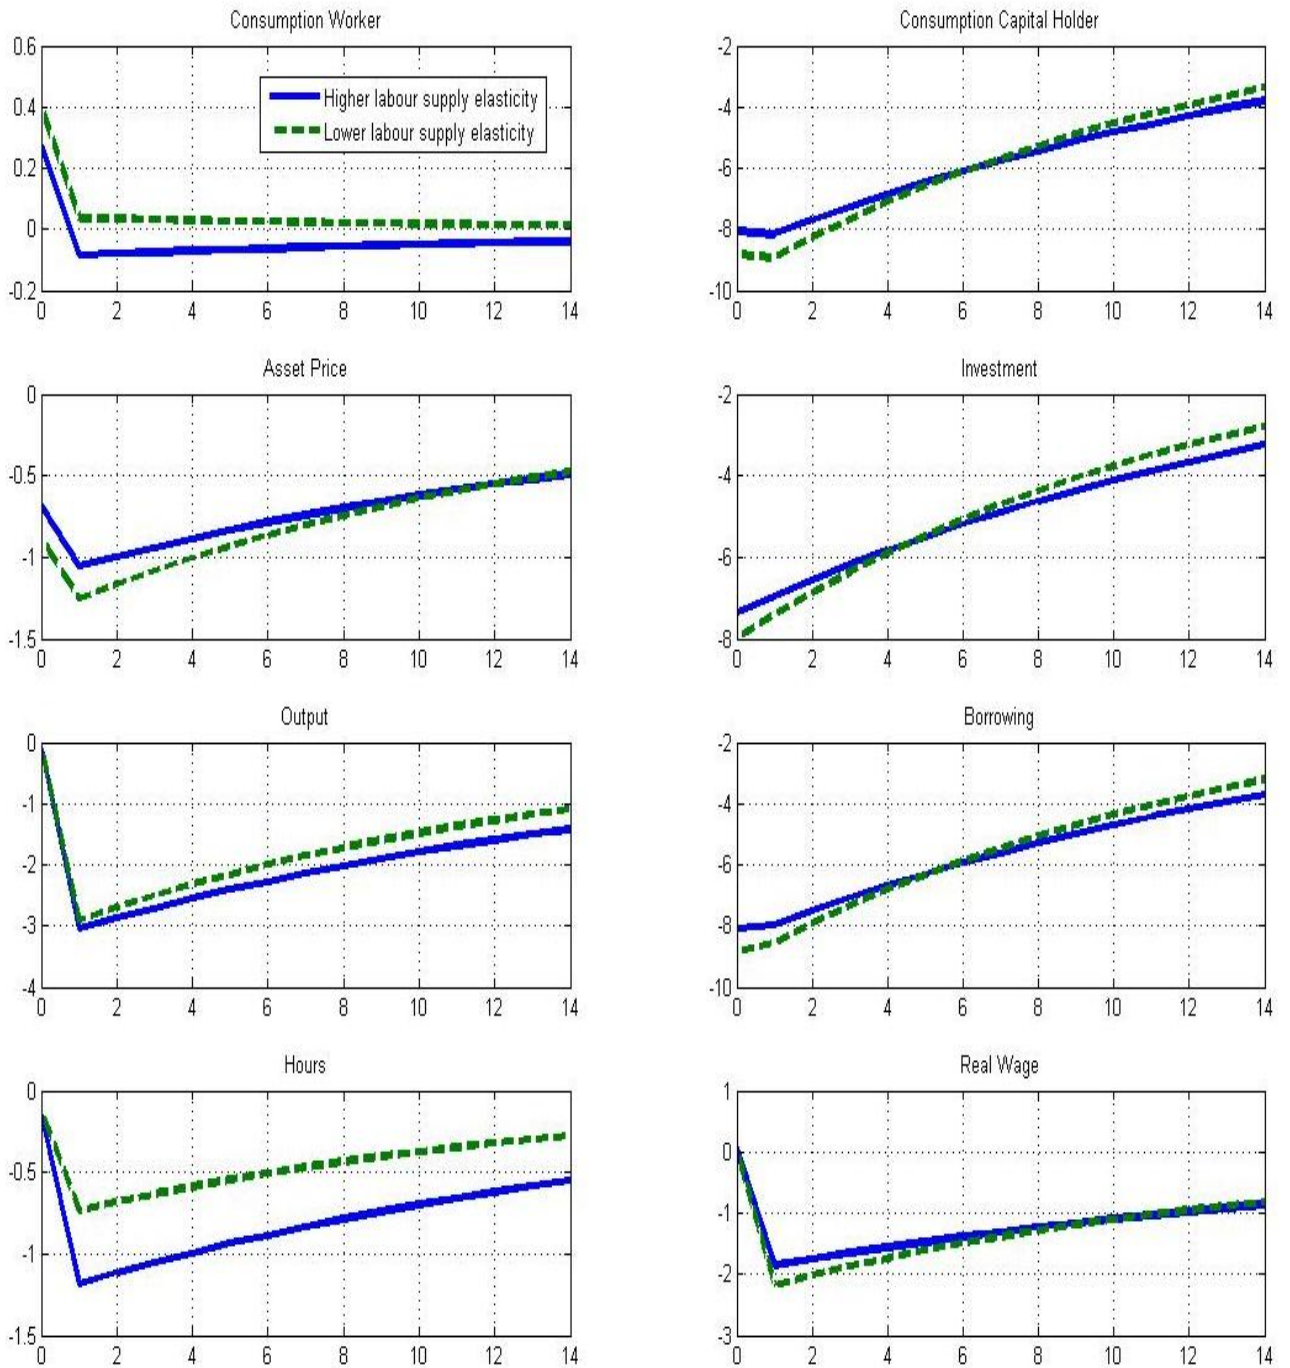 Consumption Worker
0.6
0.4
0.2
0
-0.2
0 2 4 6 8 10 12 14
Higher labour supply elasticity
Lower labour supply elasticity
Consumption Capital Holder
-2
-4
-6
-8
-10
0 2 4 6 8 10 12 14
Asset Price
0
-0.5
-1
-1.5
0 2 4 6 8 10 12 14
Investment
-2
-4
-6
-8
0 2 4 6 8 10 12 14
Output
0
-1
-2
-3
-4
0 2 4 6 8 10 12 14
Borrowing
-2
-4
-6
-8
-10
0 2 4 6 8 10 12 14
Hours
0
-0.5
-1
-1.5
0 2 4 6 8 10 12 14
Real Wage
1
0
-1
-2
-3
0 2 4 6 8 10 12 14